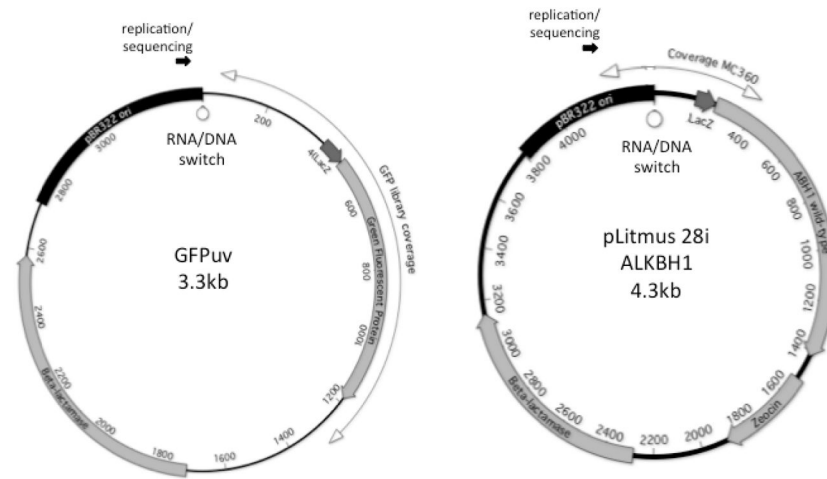 replication/
sequencing
pBR322 ori
RNA/DNA
switch
200
LacZ
600
Green Fluorescent Protein
800
1000
1200
GFP library coverage
1400
1600
1800
2000
2200
Beta-lactamase
2400
2600
2800
3000
GFPuv
3.3kb
replication/
sequencing
Coverage MC360
pBR322 ori
RNA/DNA
switch
LacZ
400
600
ABH1 wild-type
800
1000
1200
1400
1600
Zeocin
1800
2000
2200
2400
2600
Beta-lactamase
2800
3000
3220
3400
3600
3800
4000
pLitmus 28i
ALKBH1
4.3kb